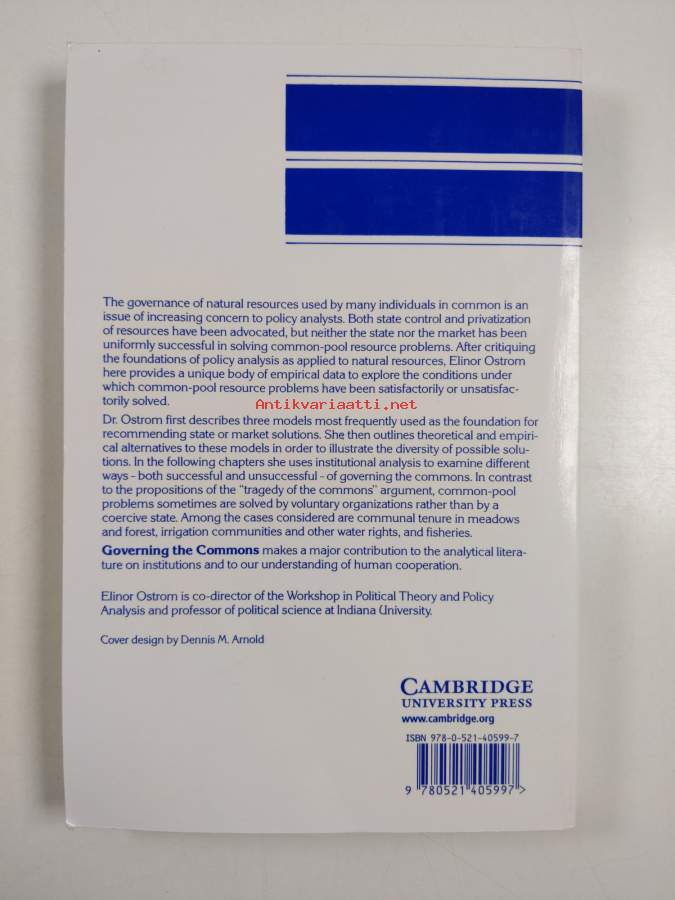 The governance of natural resources used by many individuals in common is an
issue of increasing concern to policy analysts. Both state control and privatization
of resources have been advocated, but neither the state nor the market has been
uniformly successful in solving common-pool resource problems. After critiquing
the foundations of policy analysis as applied to natural resources, Elinor Ostrom
here provides a unique body of empirical data to explore the conditions under
which common-pool resource problems have been satisfactorily or unsatisfac-
torily solved.
Antikvariaatti.net
Dr. Ostrom first describes three models most frequently used as the foundation for
recommending state or market solutions. She then outlines theoretical and empiri-
cal alternatives to these models in order to illustrate the diversity of possible solu-
tions. In the following chapters she uses institutional analysis to examine different
ways - both successful and unsuccessful - of governing the commons. In contrast
to the propositions of the "tragedy of the commons" argument, common-pool
problems sometimes are solved by voluntary organizations rather than by a
coercive state. Among the cases considered are communal tenure in meadows
and forest, irrigation communities and other water rights, and fisheries.
Governing the Commons makes a major contribution to the analytical litera-
ture on institutions and to our understanding of human cooperation.
Elinor Ostrom is co-director of the Workshop in Political Theory and Policy
Analysis and professor of political science at Indiana University.
Cover design by Dennis M. Arnold
CAMBRIDGE
UNIVERSITY PRESS
www.cambridge.org
ISBN 978-0-521-40599-7
9 780521 405997 >